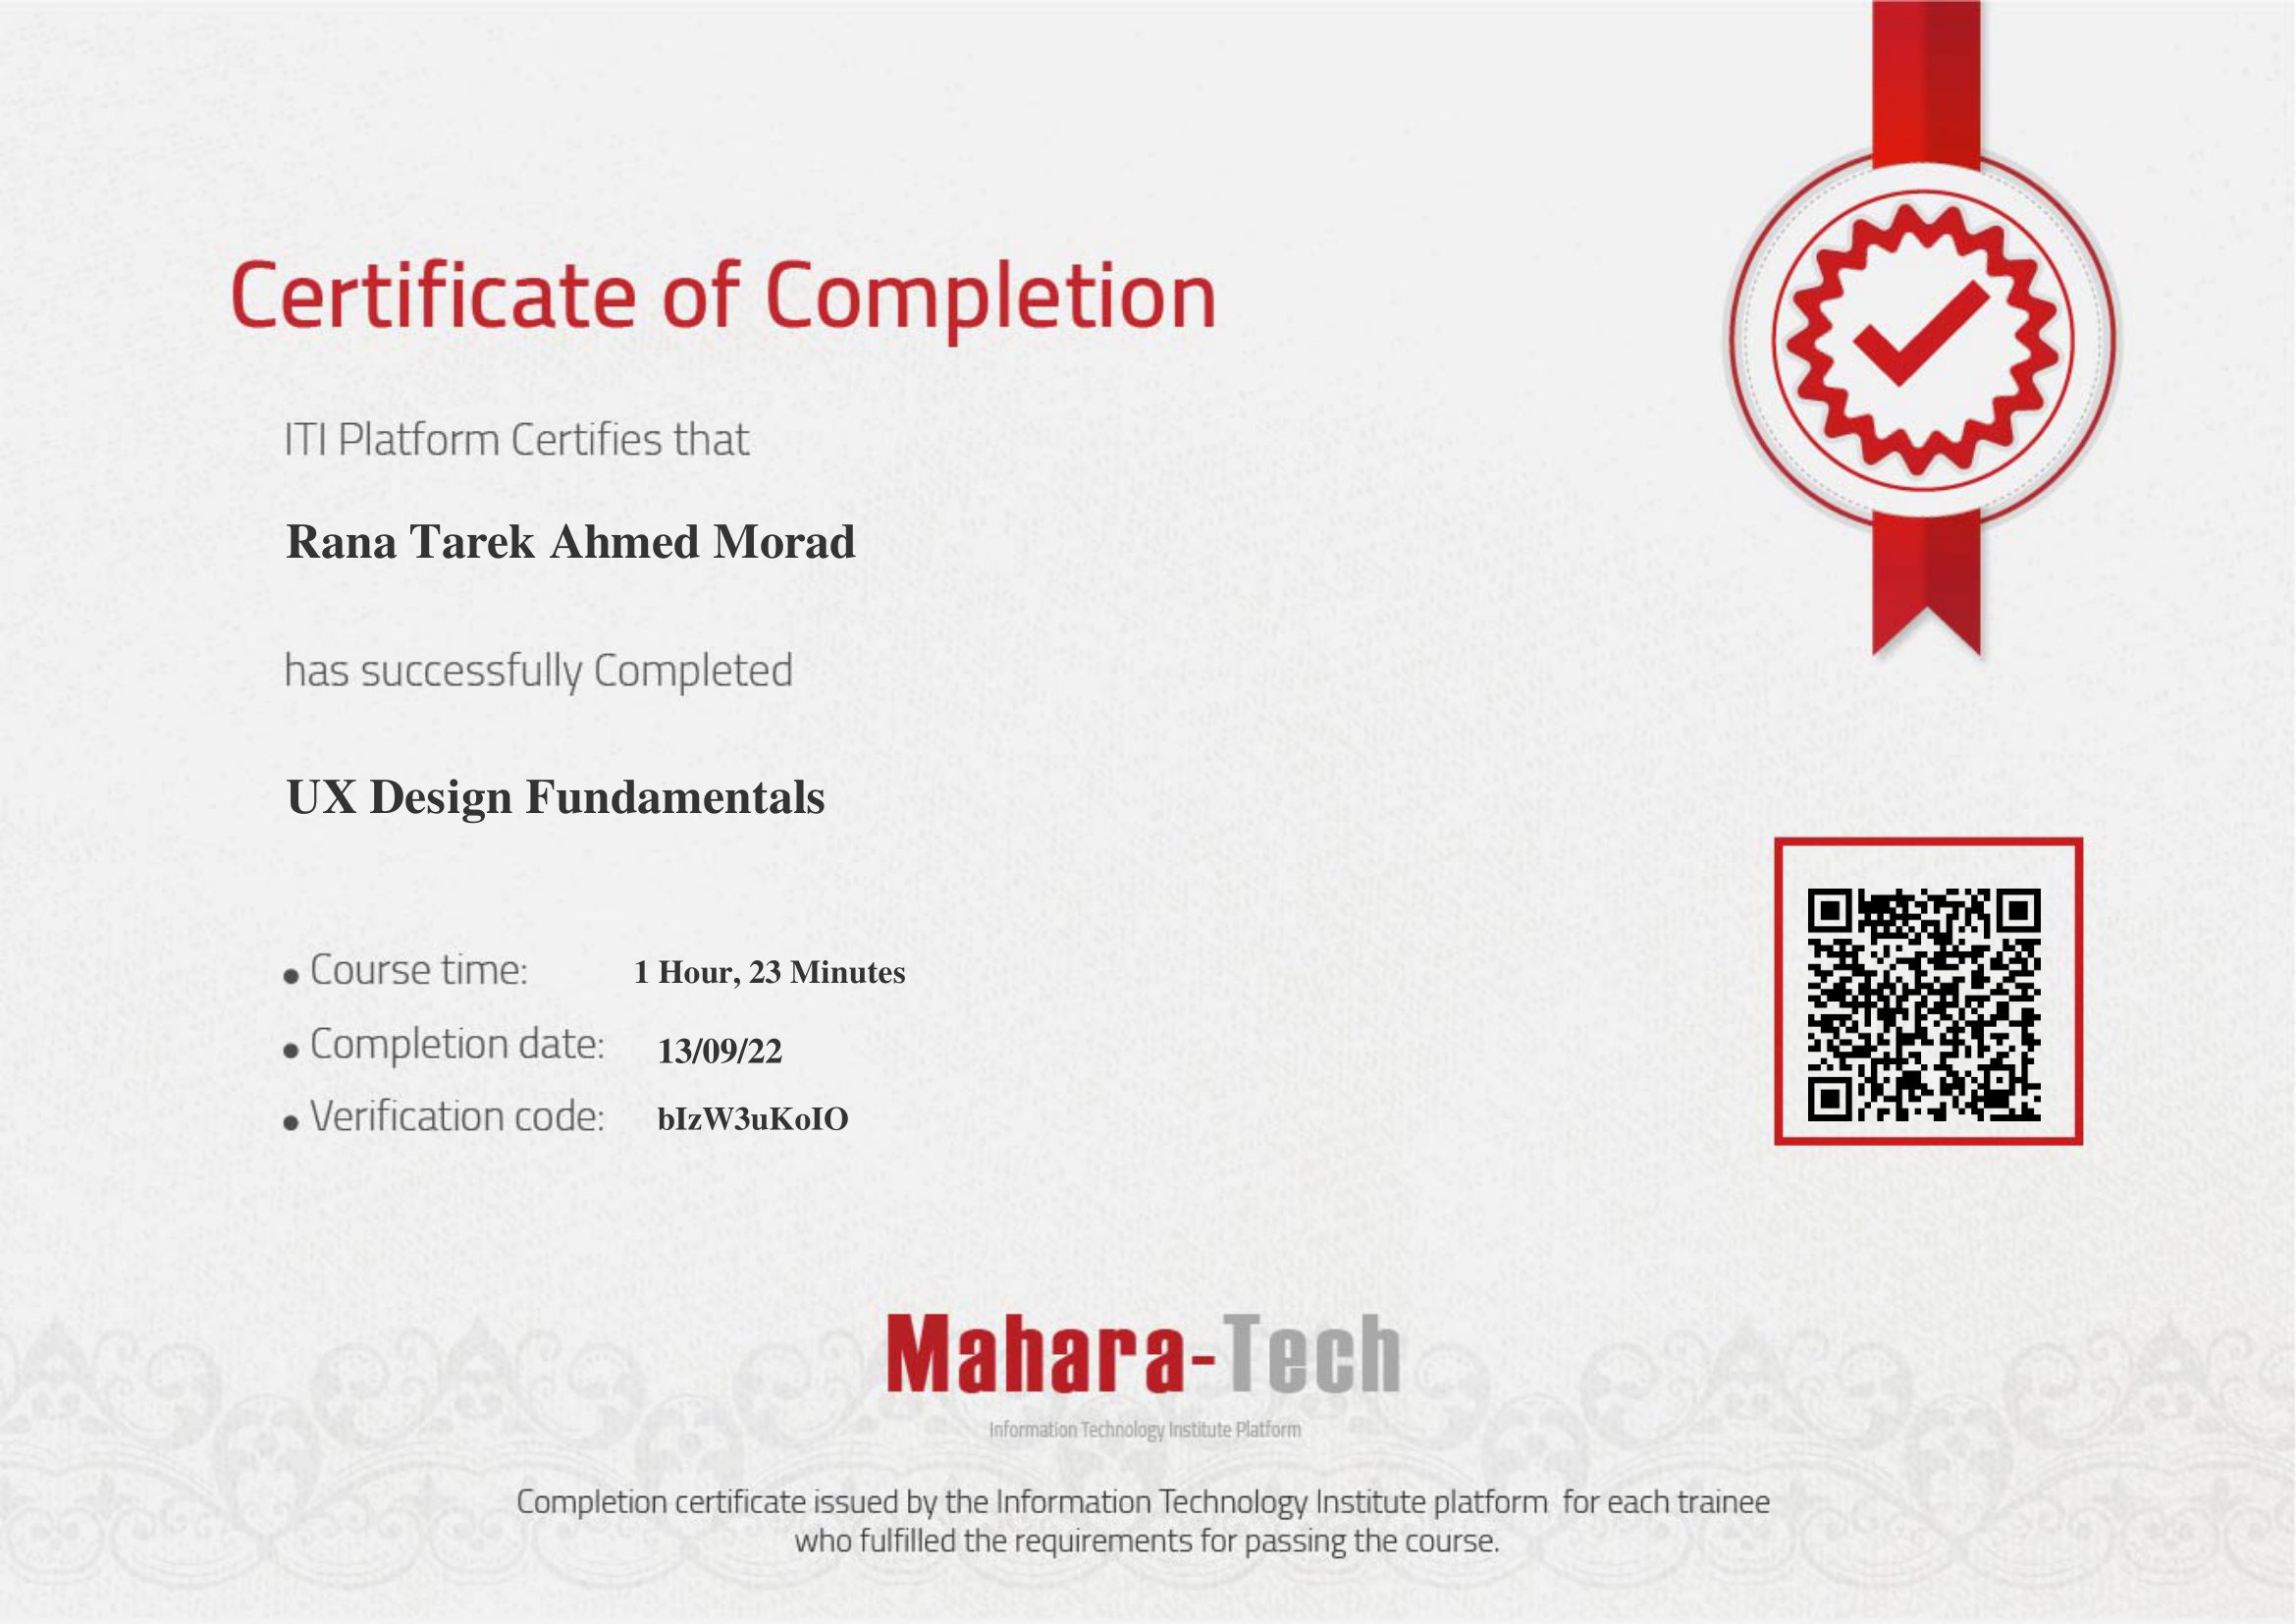 Certificate of Completion
ITI Platform Certifies that
Rana Tarek Ahmed Morad
has successfully Completed
UX Design Fundamentals
• Course time: 1 Hour, 23 Minutes
• Completion date: 13/09/22
• Verification code: bIzW3uKoIO
Mahara-Tech
Information Technology Institute Platform
Completion certificate issued by the Information Technology Institute platform for each trainee
who fulfilled the requirements for passing the course.